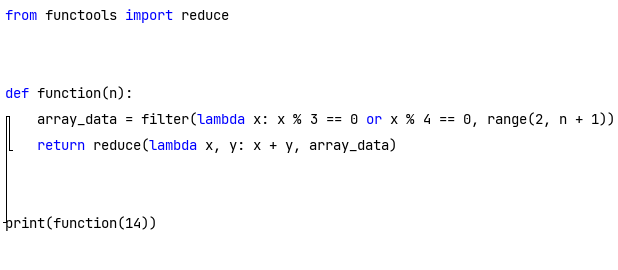 from functools import reduce
def function(n):
    array_data = filter(lambda x: x % 3 == 0 or x % 4 == 0, range(2, n + 1))
    return reduce(lambda x, y: x + y, array_data)
print(function(14))